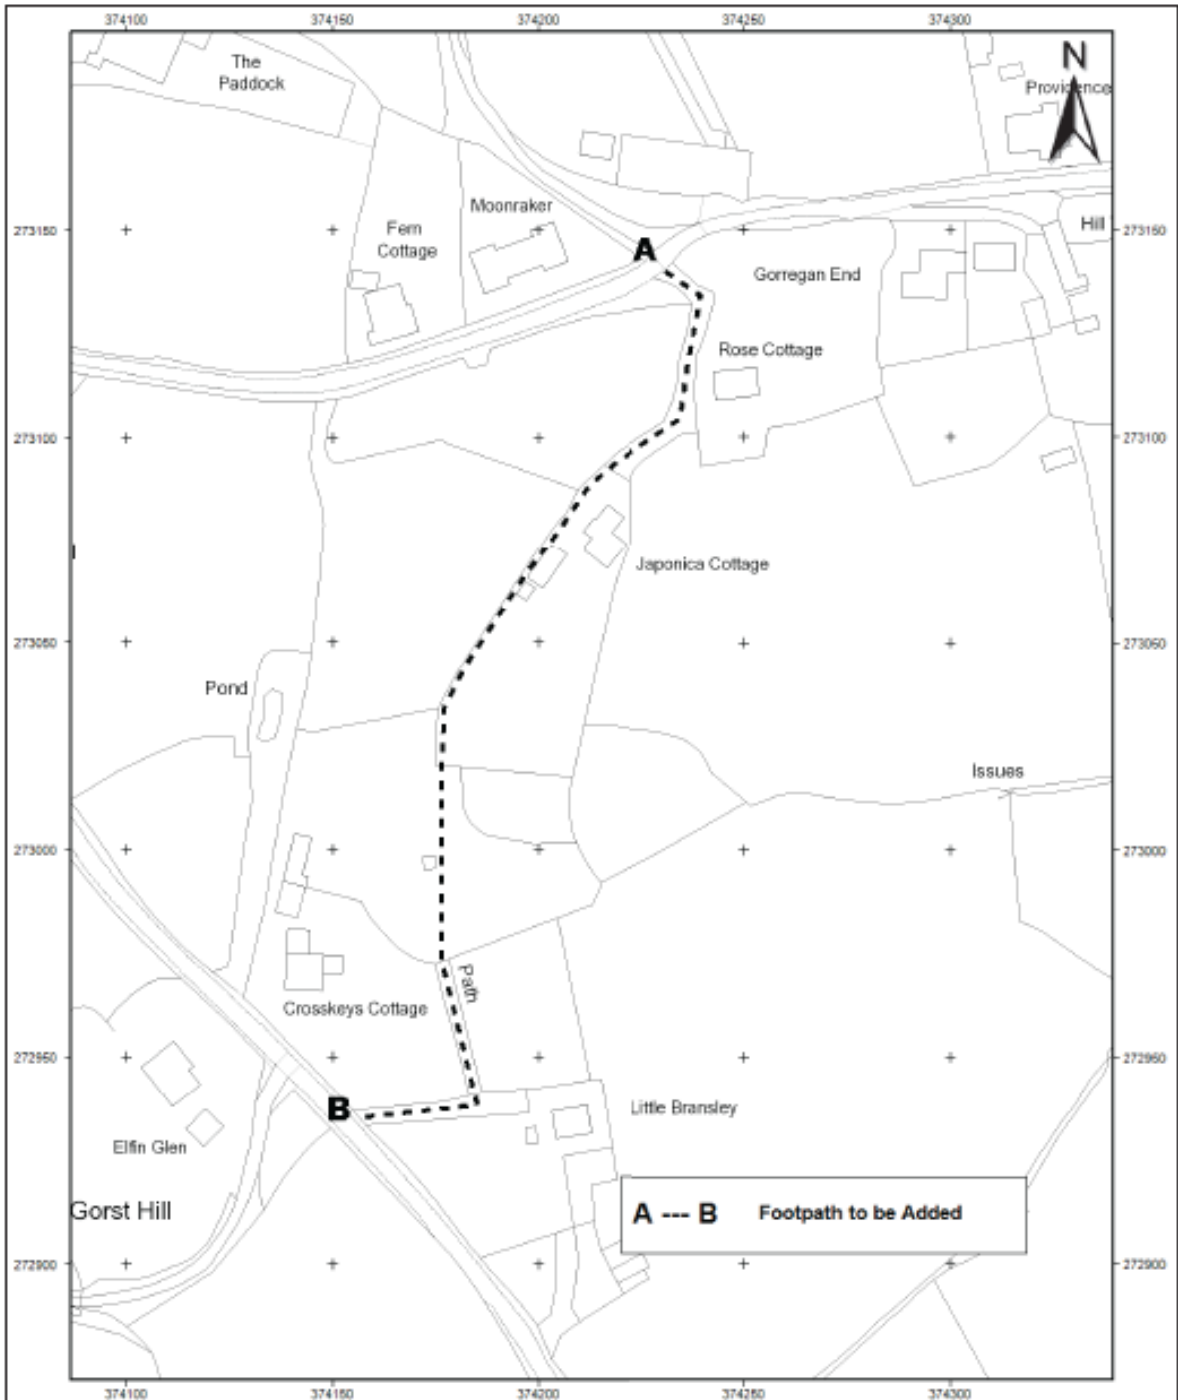 374100 374150 374200 374250 374300
The
Paddock
N
Providence
Moonraker
Fern
Cottage
Hill
273150 A 273150
Gorregan End
Rose Cottage
273100 273100
Japonica Cottage
273050 273050
Pond
Issues
273000 273000
Path
Crosskeys Cottage
272950 272950
B
Little Bransley
Elfin Glen
Gorst Hill
A --- B Footpath to be Added
272900 272900
374100 374150 374200 374250 374300